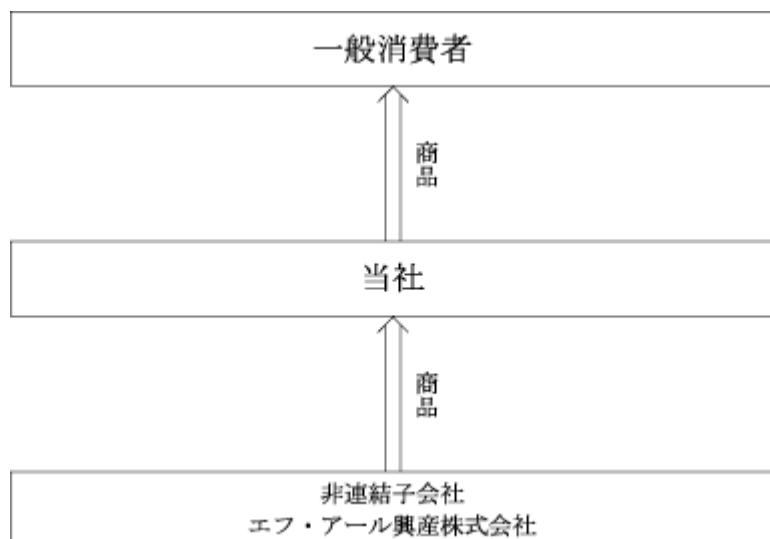 一般消費者
商品
当社
商品
非連結子会社
エフ・アール興産株式会社